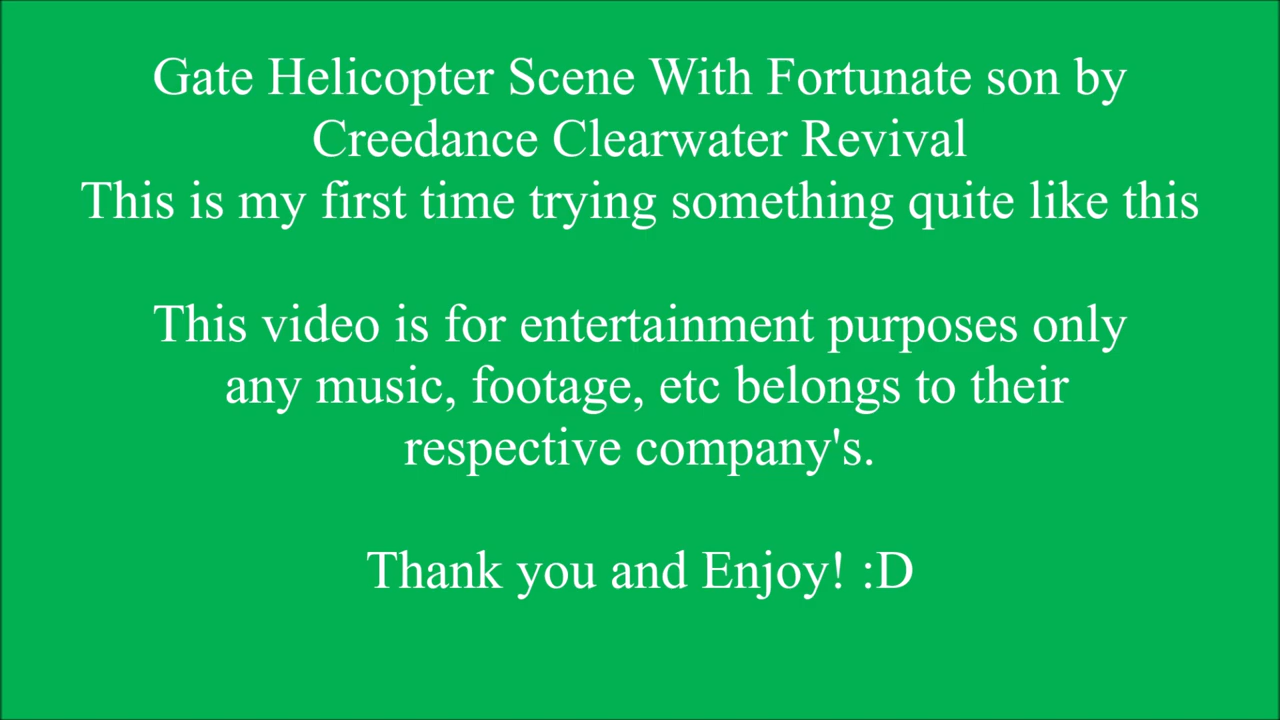 Gate Helicopter Scene With Fortunate son by
Creedance Clearwater Revival
This is my first time trying something quite like this
This video is for entertainment purposes only
any music, footage, etc belongs to their
respective company's.
Thank you and Enjoy! :D